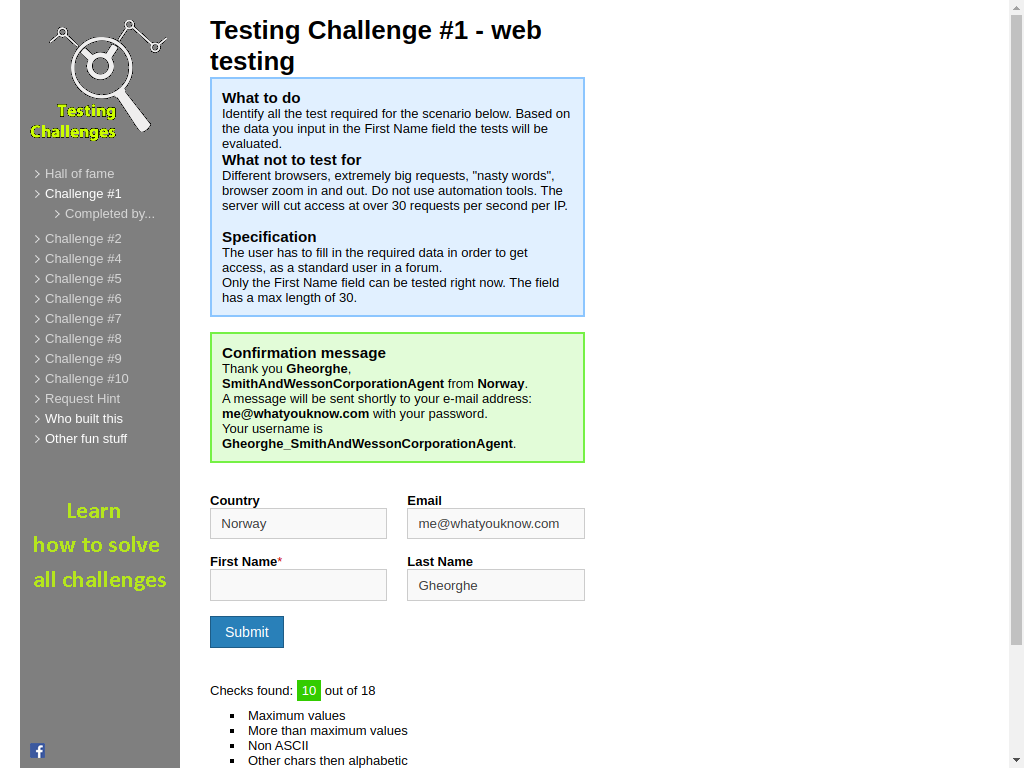 Testing
Challenges
Hall of fame
Challenge #1
Completed by...
Challenge #2
Challenge #4
Challenge #5
Challenge #6
Challenge #7
Challenge #8
Challenge #9
Challenge #10
Request Hint
Who built this
Other fun stuff
Learn
how to solve
all challenges
Testing Challenge #1 - web
testing
What to do
Identify all the test required for the scenario below. Based on
the data you input in the First Name field the tests will be
evaluated.
What not to test for
Different browsers, extremely big requests, "nasty words",
browser zoom in and out. Do not use automation tools. The
server will cut access at over 30 requests per second per IP.
Specification
The user has to fill in the required data in order to get
access, as a standard user in a forum.
Only the First Name field can be tested right now. The field
has a max length of 30.
Confirmation message
Thank you Gheorghe,
SmithAndWessonCorporationAgent from Norway.
A message will be sent shortly to your e-mail address:
me@whatyouknow.com with your password.
Your username is
Gheorghe_SmithAndWessonCorporationAgent.
Country Email
Norway me@whatyouknow.com
First Name* Last Name
Gheorghe
Submit
Checks found: 10 out of 18
Maximum values
More than maximum values
Non ASCII
Other chars then alphabetic